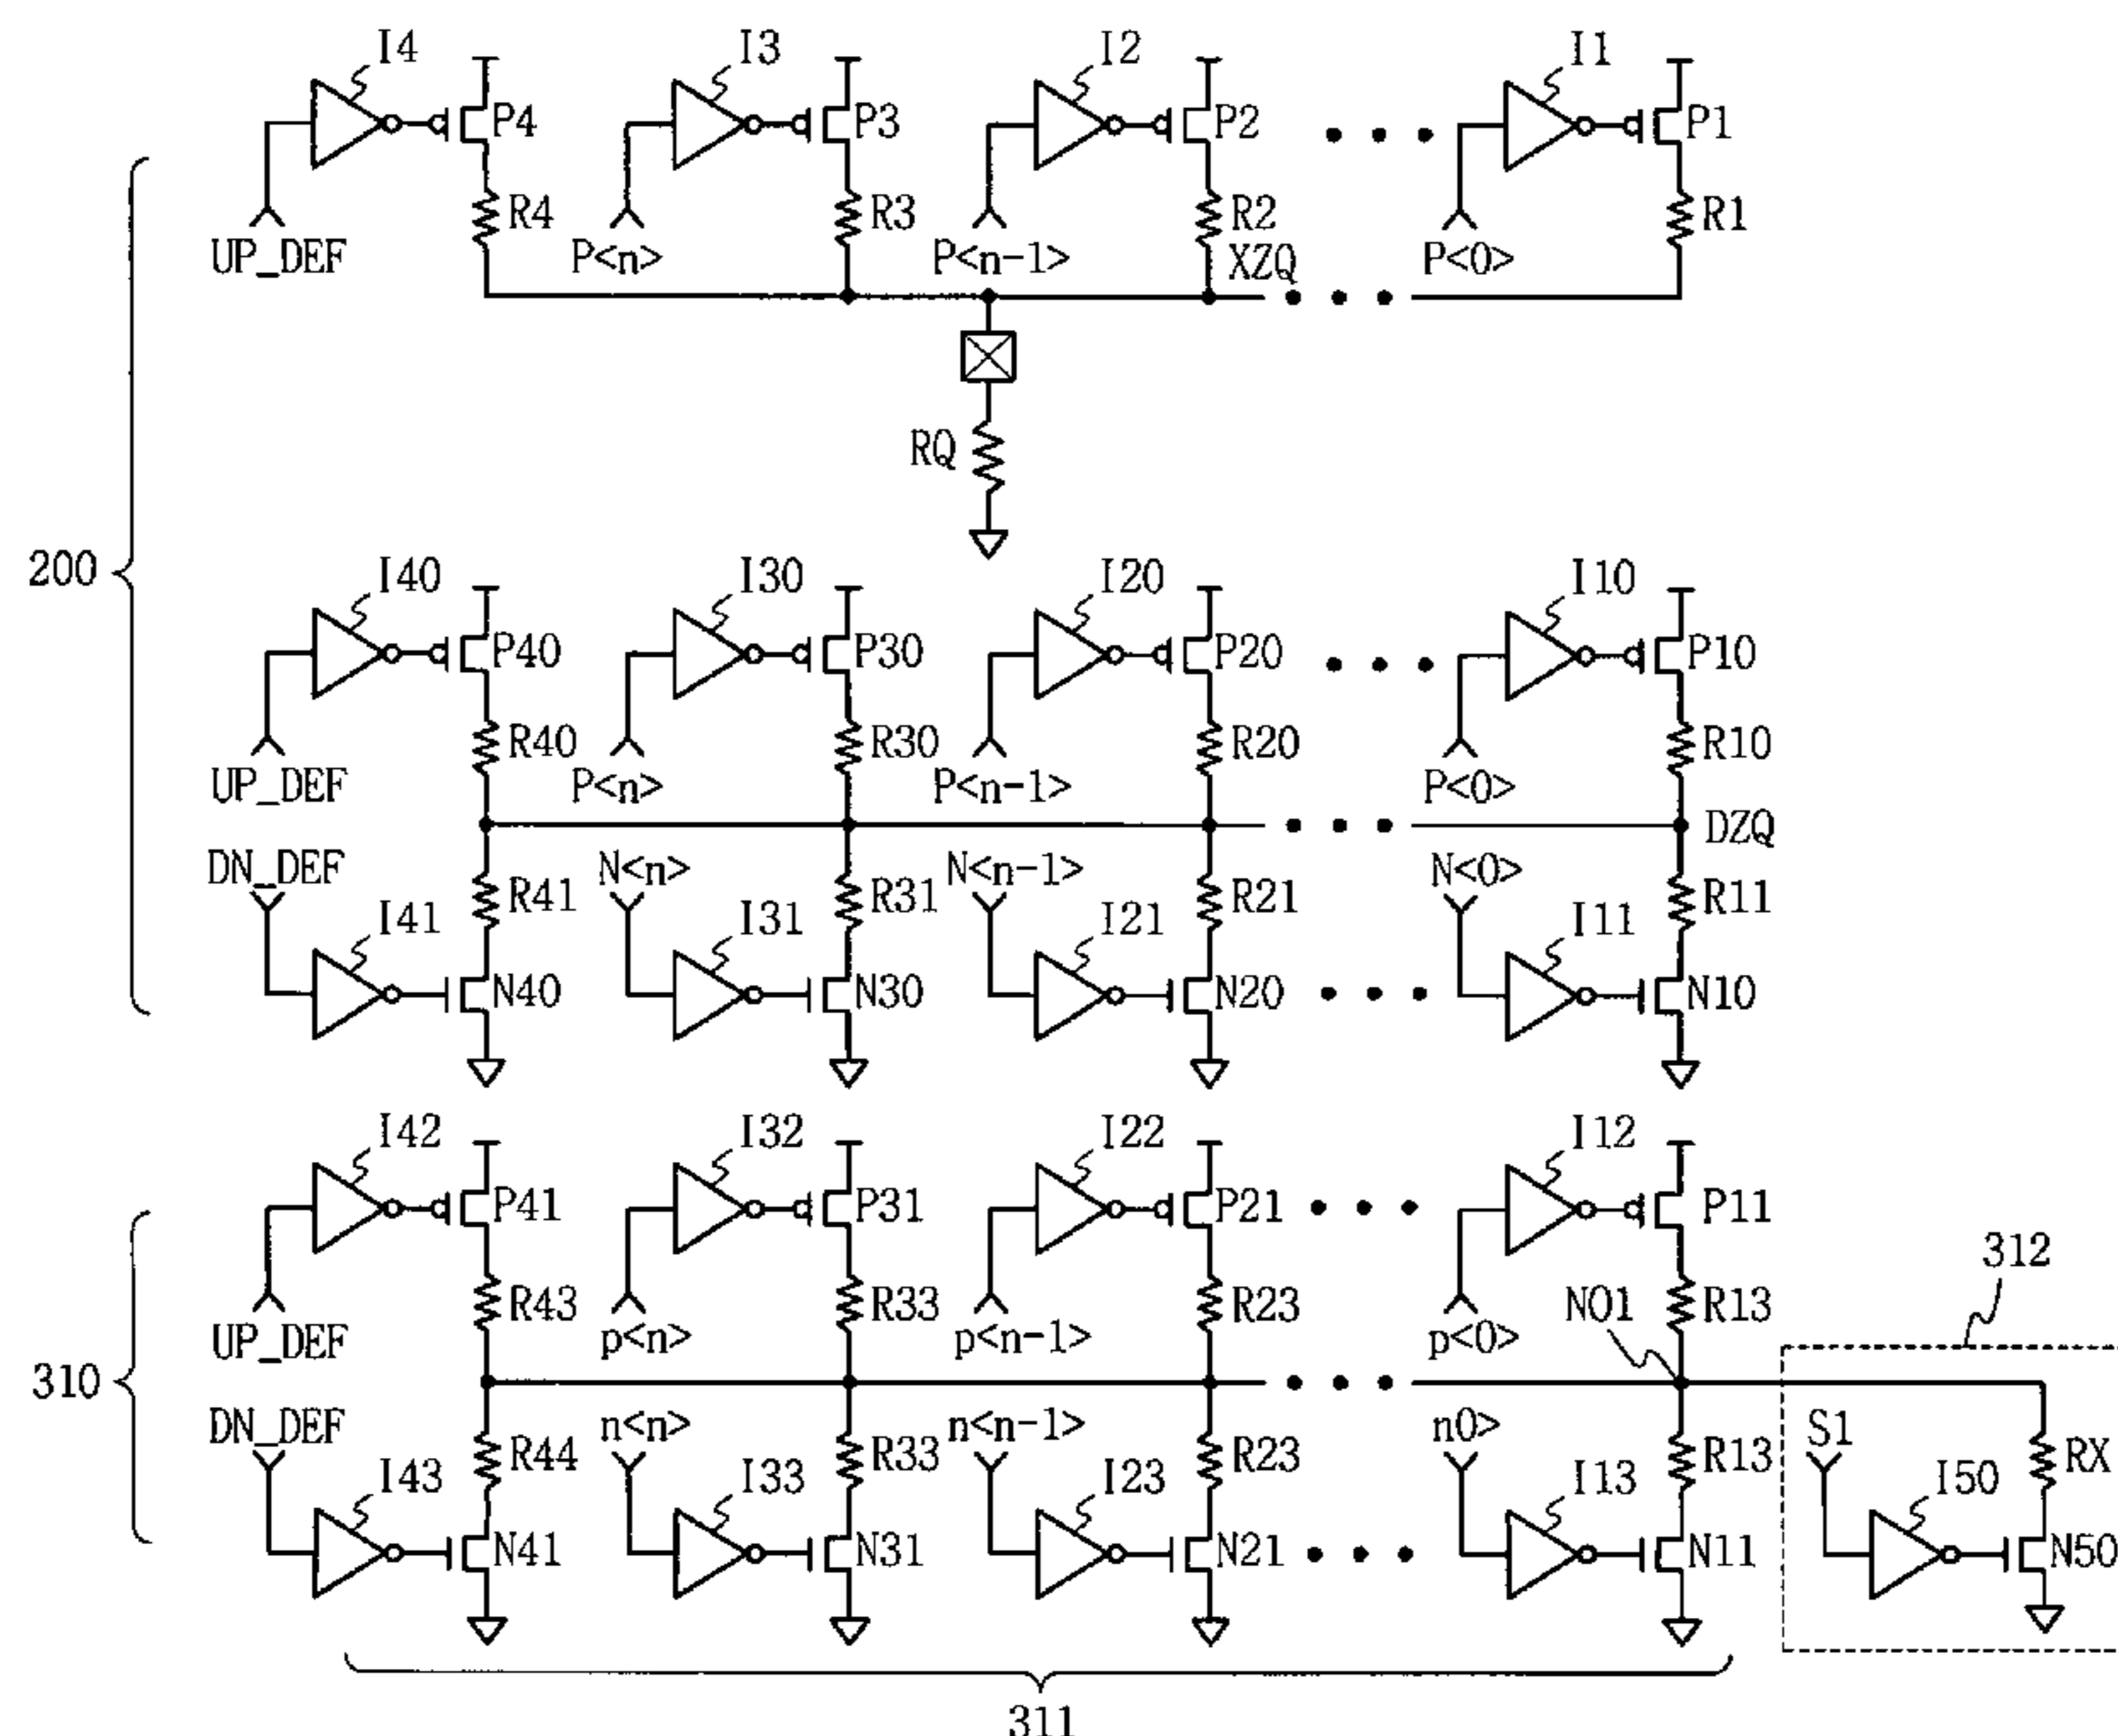 I4 I3 I2 I1
P4 P3 P2 P1
R4 R3 R2 R1
UP_DEF P<n> P<n-1> XZQ P<0>
RQ
200
I40 I30 I20 I10
P40 P30 P20 P10
R40 R30 R20 R10
UP_DEF P<n> P<n-1> P<0>
DZQ
DN_DEF N<n> N<n-1> N<0>
R41 R31 R21 R11
I41 I31 I21 I11
N40 N30 N20 N10
I42 I32 I22 I12
P41 P31 P21 P11
312
R43 R33 R23 NO1 R13
UP_DEF p<n> p<n-1> p<0>
310
DN_DEF n<n> n<n-1> n0> S1
R44 R33 R23 R13 RX
I43 I33 I23 I13 I50
N41 N31 N21 N11 N50
311